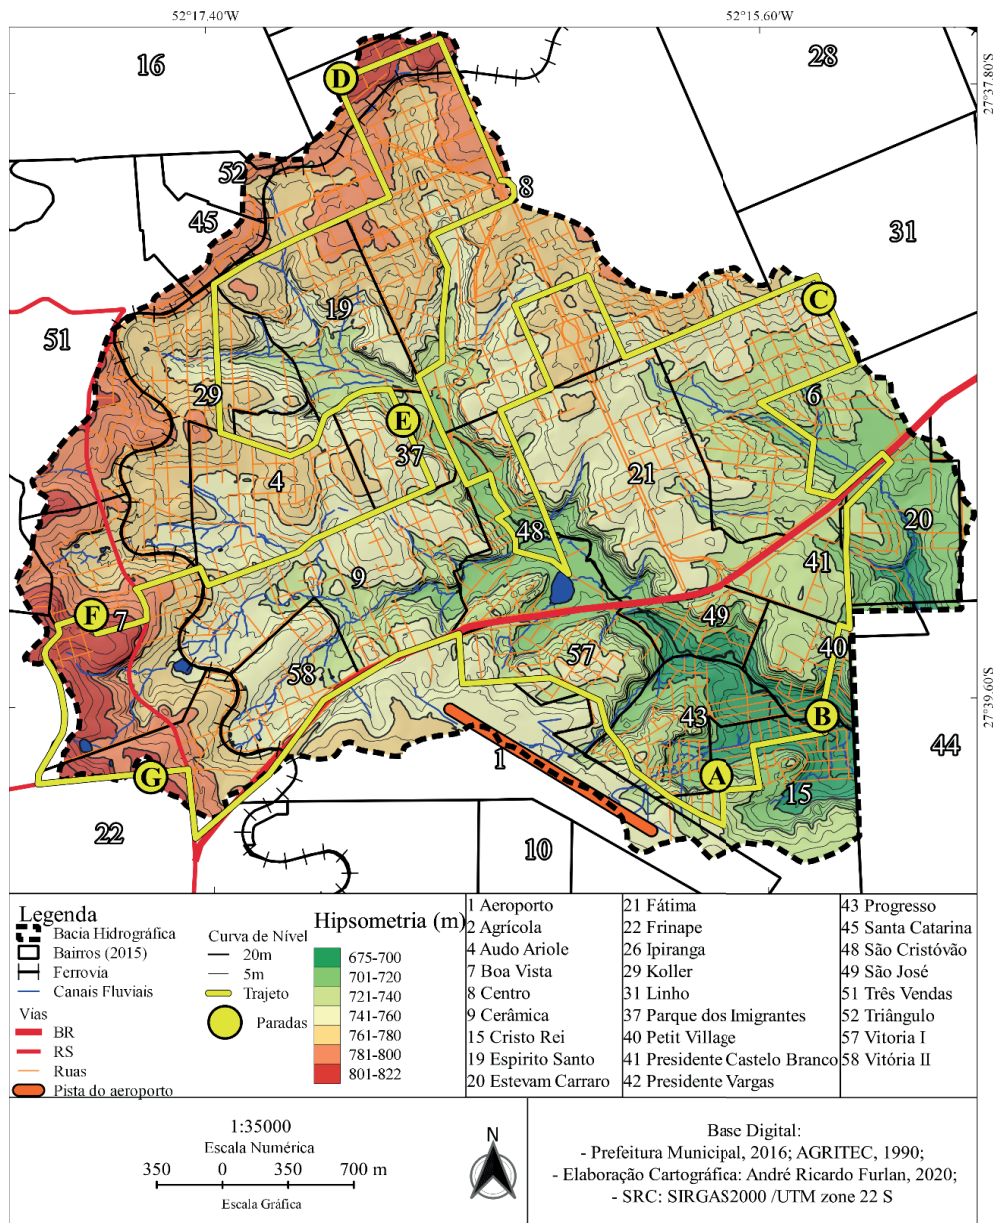 52°17.40'W
52°15.60'W
16
28
D
27°37.80'S
52
8
45
31
19
C
51
29
6
E
37
4
21
20
48
41
9
F
7
49
40
57
58
27°39.60'S
43
B
44
1
A
G
15
22
10
Legenda
Bacia Hidrográfica
Bairros (2015)
Ferrovia
Canais Fluviais
Vias
BR
RS
Ruas
Pista do aeroporto
Curva de Nível
20m
5m
Trajeto
Paradas
Hipsometria (m)
675-700
701-720
721-740
741-760
761-780
781-800
801-822
1 Aeroporto
2 Agrícola
4 Audo Ariole
7 Boa Vista
8 Centro
9 Cerâmica
15 Cristo Rei
19 Espirito Santo
20 Estevam Carraro
21 Fátima
22 Frinape
26 Ipiranga
29 Koller
31 Linho
37 Parque dos Imigrantes
40 Petit Village
41 Presidente Castelo Branco
42 Presidente Vargas
43 Progresso
45 Santa Catarina
48 São Cristóvão
49 São José
51 Três Vendas
52 Triângulo
57 Vitoria I
58 Vitória II
1:35000
Escala Numérica
350 0 350 700 m
Escala Gráfica
N
Base Digital:
- Prefeitura Municipal, 2016; AGRITEC, 1990;
- Elaboração Cartográfica: André Ricardo Furlan, 2020;
- SRC: SIRGAS2000 /UTM zone 22 S